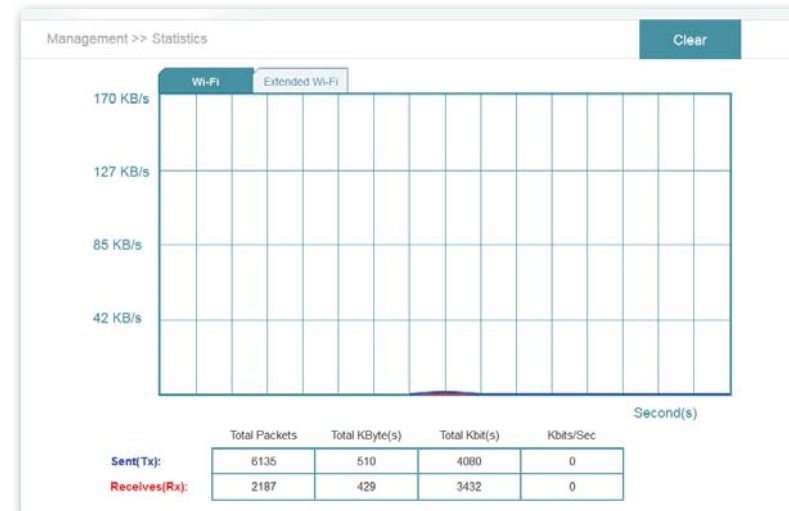 Management >> Statistics Clear
Wi-Fi Extended Wi-Fi
170 KB/s
127 KB/s
85 KB/s
42 KB/s
Second(s)
Total Packets Total KByte(s) Total Kbit(s) Kbits/Sec
Sent(Tx): 6135 510 4080 0
Receives(Rx): 2187 429 3432 0